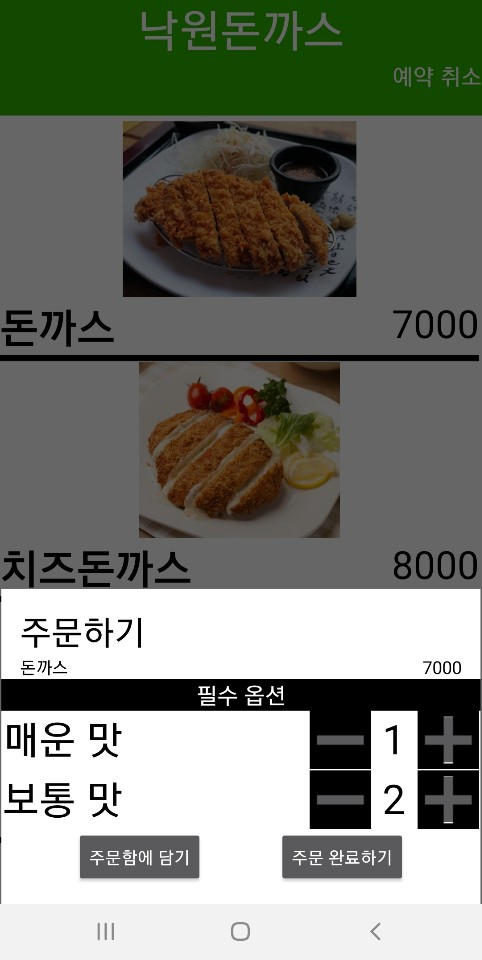 낙원돈까스
예약 취소
돈까스 7000
치즈돈까스 8000
주문하기
돈까스 7000
필수 옵션
매운 맛 1
보통 맛 2
주문함에 담기 주문 완료하기